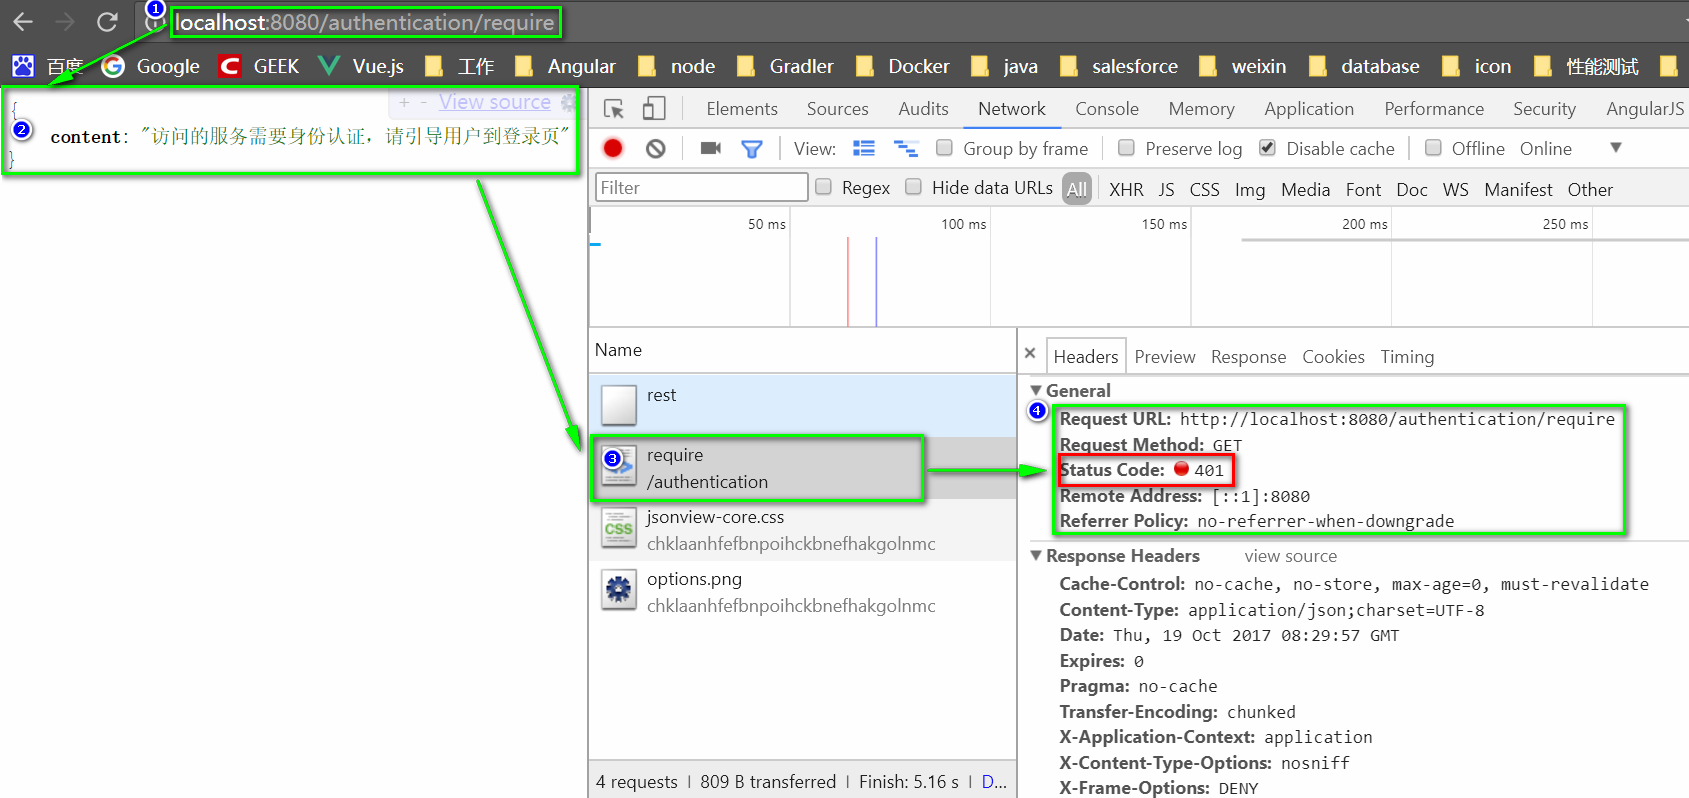 1 localhost:8080/authentication/require
百度 Google GEEK Vue.js 工作 Angular node Gradler Docker java salesforce weixin database icon 性能测试
{ + - View source
2 content: "访问的服务需要身份认证，请引导用户到登录页"
}
Elements Sources Audits Network Console Memory Application Performance Security AngularJS
View: Group by frame Preserve log Disable cache Offline Online
Filter Regex Hide data URLs All XHR JS CSS Img Media Font Doc WS Manifest Other
50 ms 100 ms 150 ms 200 ms 250 ms
Name
rest
3 require
/authentication
jsonview-core.css
chklaanhfefbnpoihckbnefhakgolnmc
options.png
chklaanhfefbnpoihckbnefhakgolnmc
4 requests | 809 B transferred | Finish: 5.16 s | D...
× Headers Preview Response Cookies Timing
General
4 Request URL: http://localhost:8080/authentication/require
Request Method: GET
Status Code: 401
Remote Address: [::1]:8080
Referrer Policy: no-referrer-when-downgrade
Response Headers view source
Cache-Control: no-cache, no-store, max-age=0, must-revalidate
Content-Type: application/json;charset=UTF-8
Date: Thu, 19 Oct 2017 08:29:57 GMT
Expires: 0
Pragma: no-cache
Transfer-Encoding: chunked
X-Application-Context: application
X-Content-Type-Options: nosniff
X-Frame-Options: DENY